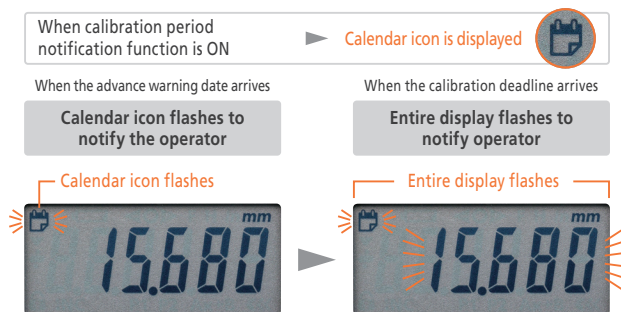 When calibration period
notification function is ON
Calendar icon is displayed
When the advance warning date arrives
When the calibration deadline arrives
Calendar icon flashes to
notify the operator
Entire display flashes to
notify operator
Calendar icon flashes
Entire display flashes
mm
15.680
mm
15.680